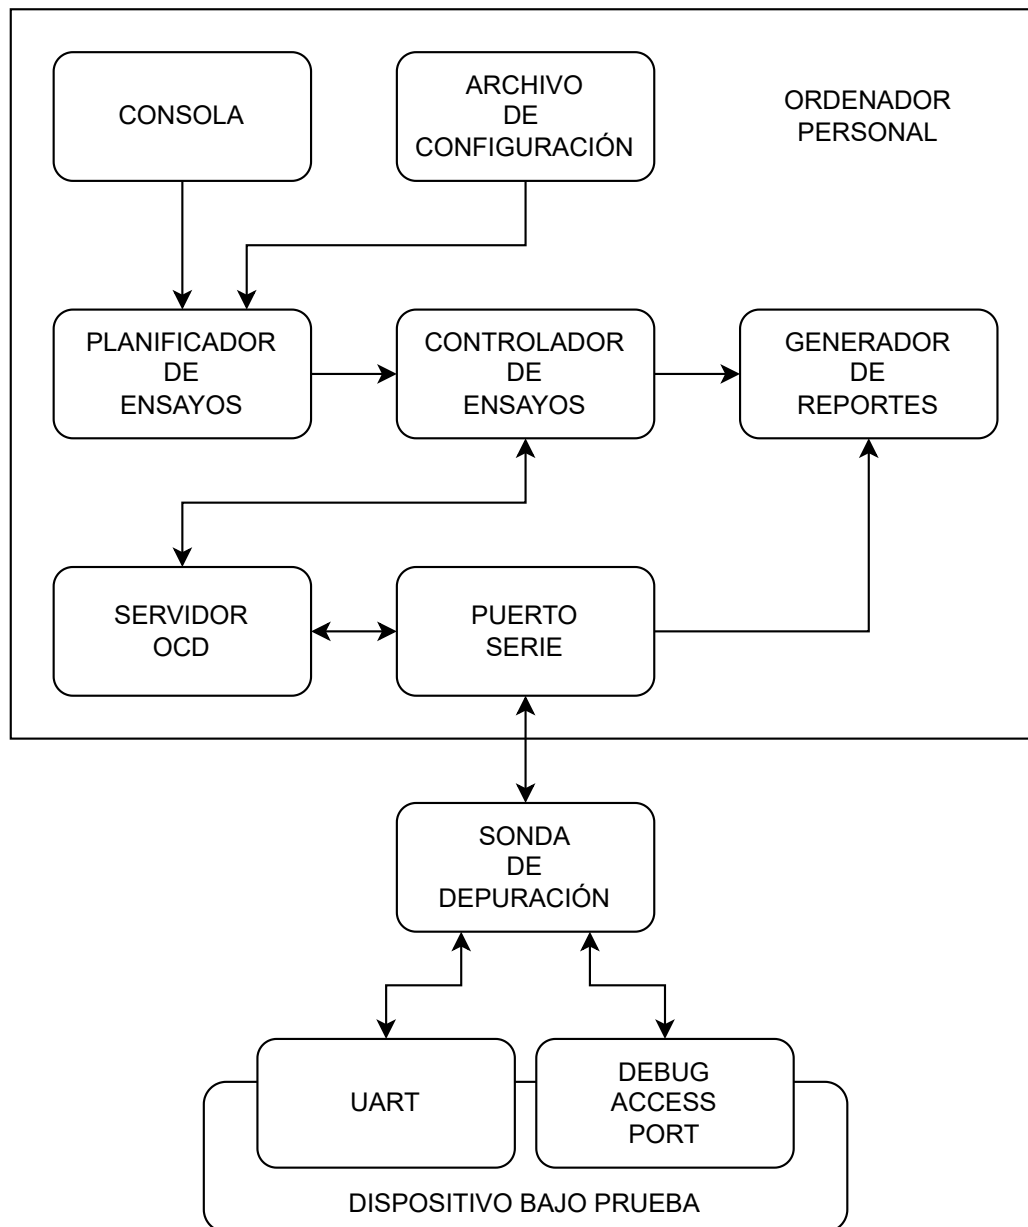 CONSOLA
ARCHIVO
DE
CONFIGURACIÓN
ORDENADOR
PERSONAL
PLANIFICADOR
DE
ENSAYOS
CONTROLADOR
DE
ENSAYOS
GENERADOR
DE
REPORTES
SERVIDOR
OCD
PUERTO
SERIE
SONDA
DE
DEPURACIÓN
UART
DEBUG
ACCESS
PORT
DISPOSITIVO BAJO PRUEBA